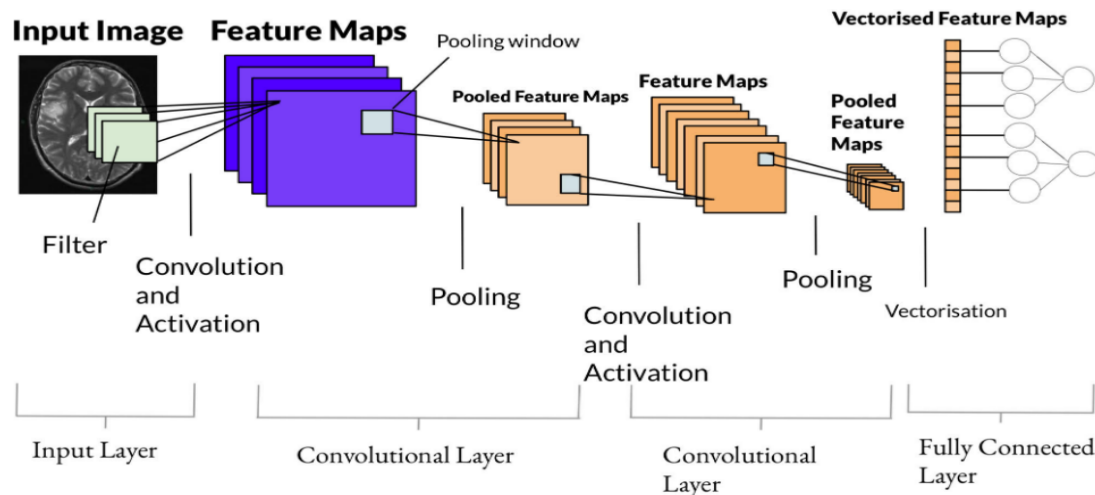 Input Image
Feature Maps
Pooling window
Pooled Feature Maps
Feature Maps
Pooled
Feature
Maps
Vectorised Feature Maps
Filter
Convolution
and
Activation
Pooling
Convolution
and
Activation
Pooling
Vectorisation
Input Layer
Convolutional Layer
Convolutional
Layer
Fully Connected
Layer